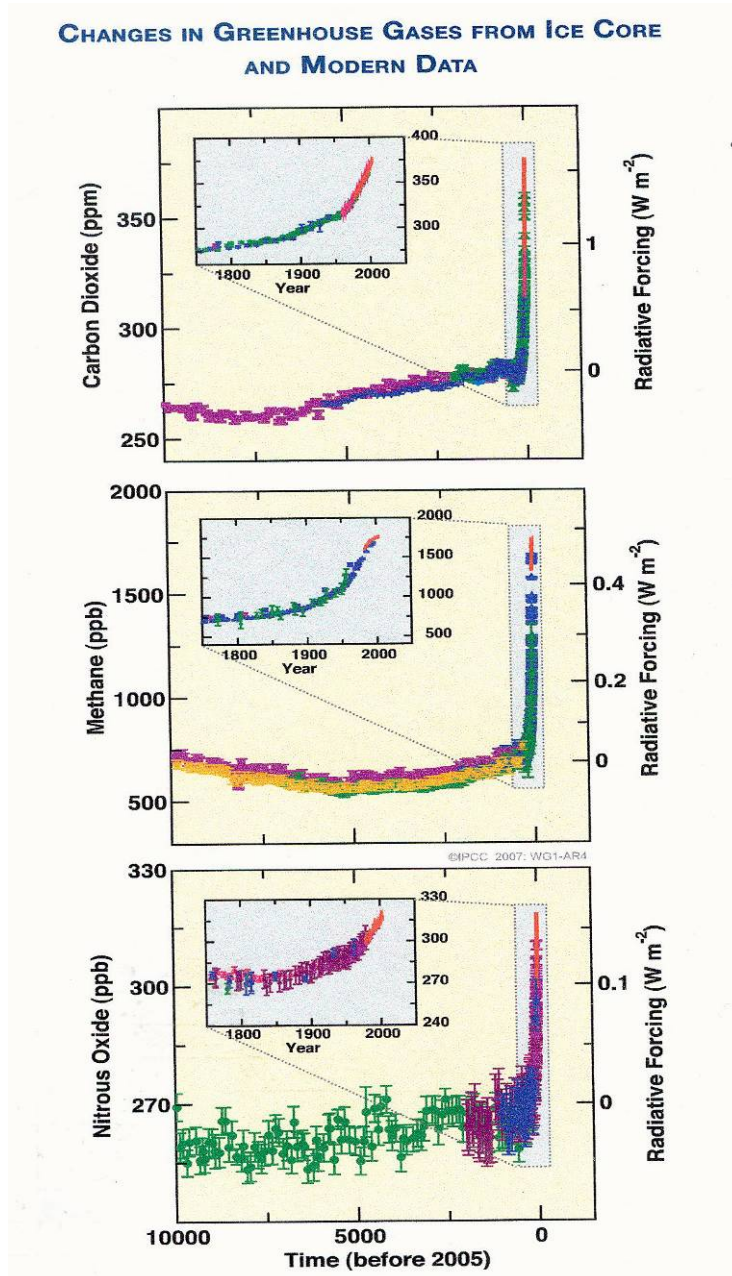 CHANGES IN GREENHOUSE GASES FROM ICE CORE
AND MODERN DATA
400
350
300
1800 1900 2000
Year
350
300
250
Carbon Dioxide (ppm)
1
0
Radiative Forcing (W m-2)
2000
1500
1000
500
Methane (ppb)
2000
1500
1000
500
1800 1900 2000
Year
0.4
0.2
0
Radiative Forcing (W m-2)
©IPCC 2007: WG1-AR4
330
300
270
Nitrous Oxide (ppb)
330
300
270
240
1800 1900 2000
Year
0.1
0
Radiative Forcing (W m-2)
10000 5000 0
Time (before 2005)